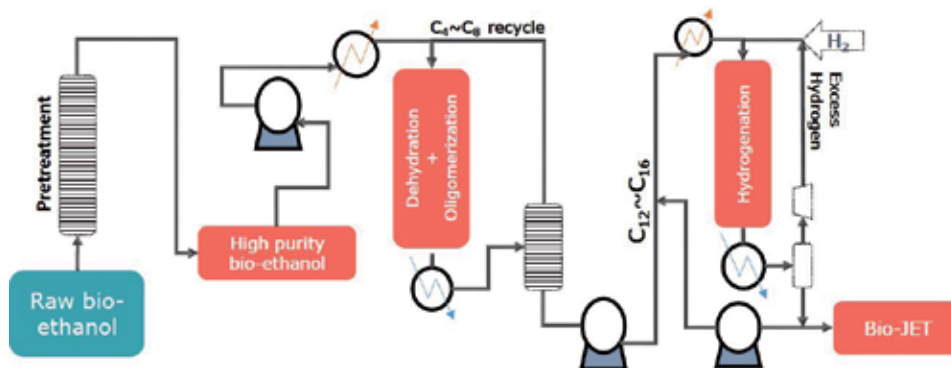 Pretreatment
Raw bio-
ethanol
High purity
bio-ethanol
C₄~C₈ recycle
Dehydration
+
Oligomerization
C₁₂~C₁₆
Hydrogenation
H₂
Excess
Hydrogen
Bio-JET